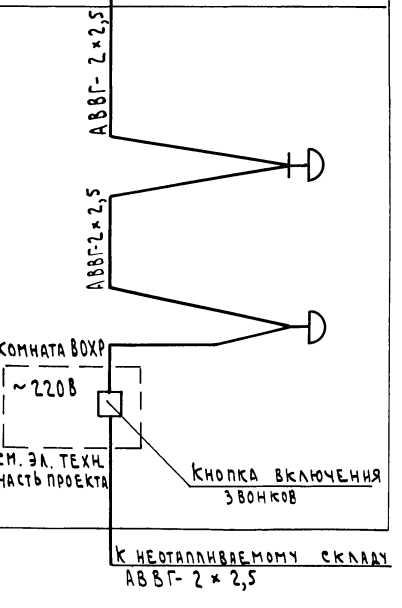 АВВГ- 2×2,5
АВВГ-2×2,5
КОМНАТА ВОХР
~220В
СМ. ЭЛ. ТЕХН.
ЧАСТЬ ПРОЕКТА
КНОПКА ВКЛЮЧЕНИЯ
ЗВОНКОВ
К НЕОТАПЛИВАЕМОМУ СКЛАДУ
АВВГ- 2 × 2,5